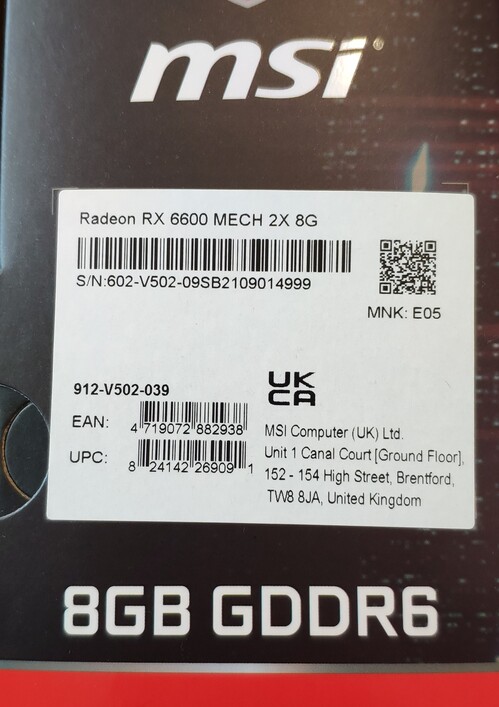 msi
Radeon RX 6600 MECH 2X 8G
S/N:602-V502-09SB2109014999
MNK: E05
912-V502-039
UK
CA
EAN: 4 719072 882938
UPC: 8 24142 26909 1
MSI Computer (UK) Ltd.
Unit 1 Canal Court [Ground Floor],
152 - 154 High Street, Brentford,
TW8 8JA, United Kingdom
8GB GDDR6